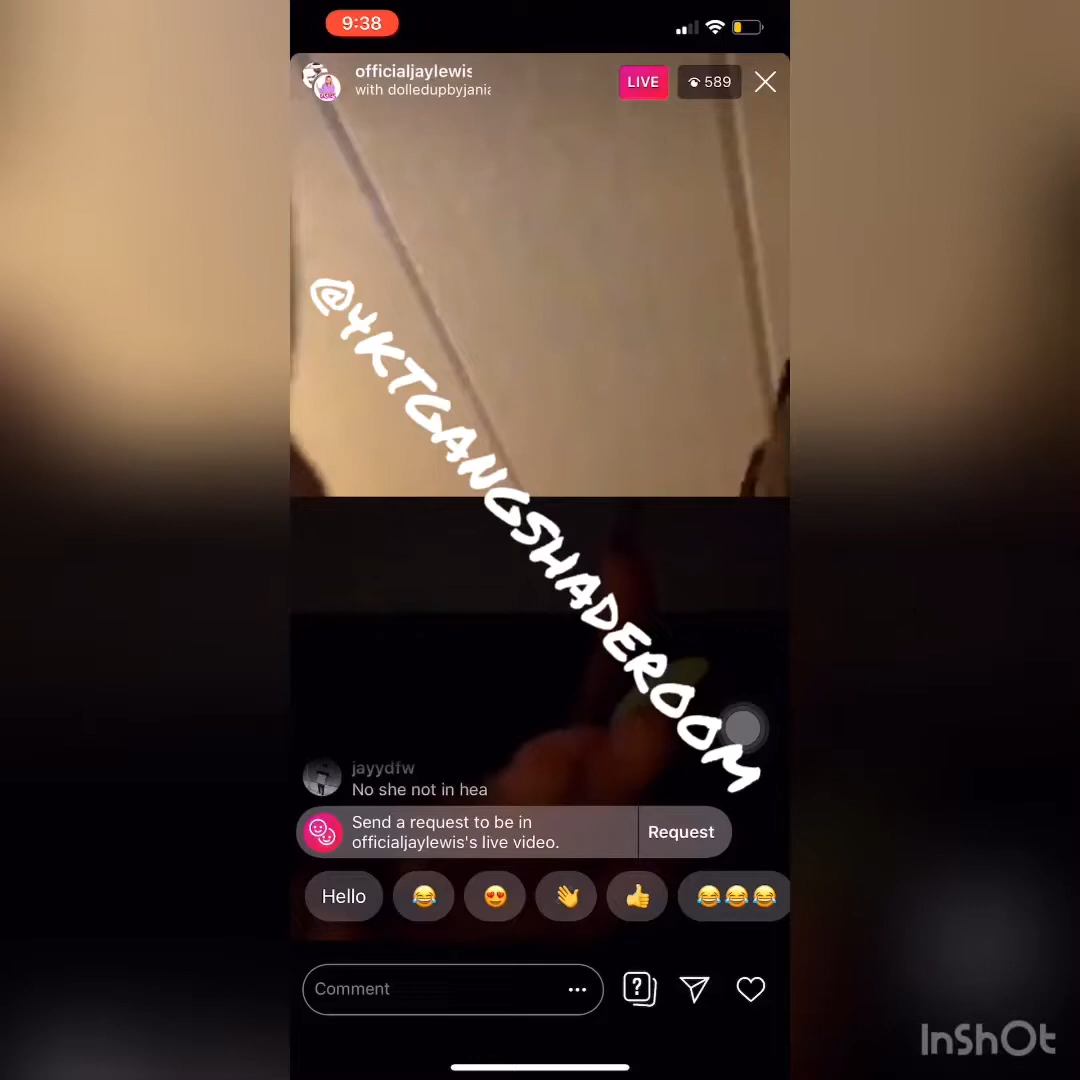 9:38
officialjaylewis
with dolledupbyjania
LIVE
589
@4KTGANGSHADEROOM
jayydfw
No she not in hea
Send a request to be in
officialjaylewis's live video.
Request
Hello
Comment
InShOt